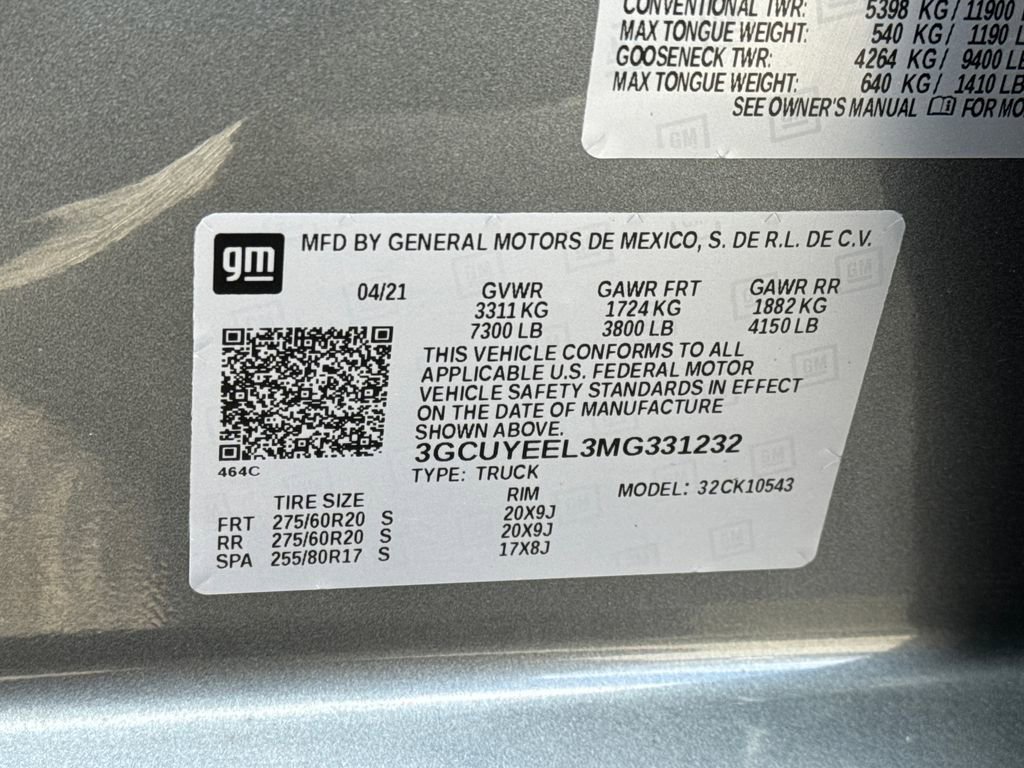 CONVENTIONAL TWR: 5398 KG/ 11900
MAX TONGUE WEIGHT: 540 KG/ 1190 L
GOOSENECK TWR: 4264 KG/ 9400 LB
MAX TONGUE WEIGHT: 640 KG/ 1410 LB
SEE OWNER'S MANUAL FOR MO
GM
gm
MFD BY GENERAL MOTORS DE MEXICO, S. DE R.L. DE C.V.
04/21 GVWR GAWR FRT GAWR RR
3311 KG 1724 KG 1882 KG
7300 LB 3800 LB 4150 LB
THIS VEHICLE CONFORMS TO ALL
APPLICABLE U.S. FEDERAL MOTOR
VEHICLE SAFETY STANDARDS IN EFFECT
ON THE DATE OF MANUFACTURE
SHOWN ABOVE.
3GCUYEEL3MG331232
464C
TYPE: TRUCK MODEL: 32CK10543
TIRE SIZE RIM
FRT 275/60R20 S 20X9J
RR 275/60R20 S 20X9J
SPA 255/80R17 S 17X8J